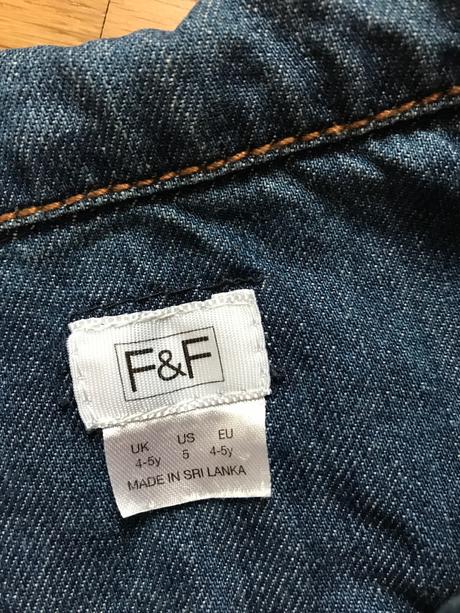 F&F
UK US EU
4-5y 5 4-5y
MADE IN SRI LANKA